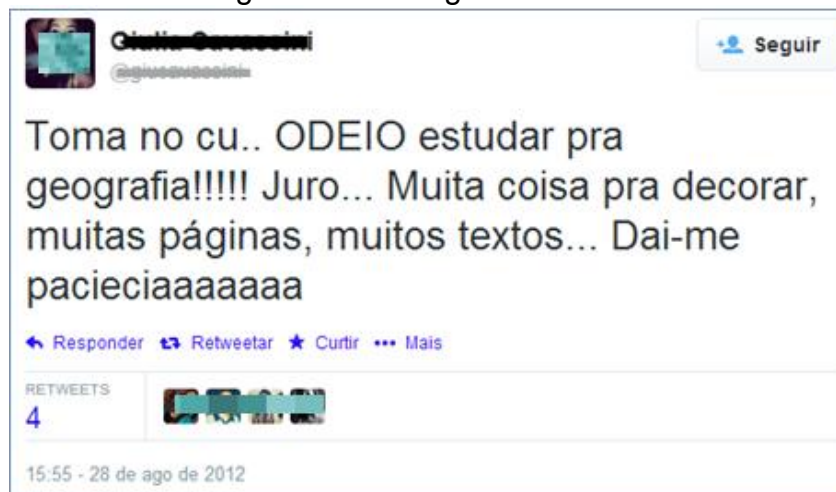 Seguir
Toma no cu.. ODEIO estudar pra
geografia!!!!! Juro... Muita coisa pra decorar,
muitas páginas, muitos textos... Dai-me
pacieciaaaaaaa
Responder Retweetar Curtir Mais
RETWEETS
4
15:55 - 28 de ago de 2012